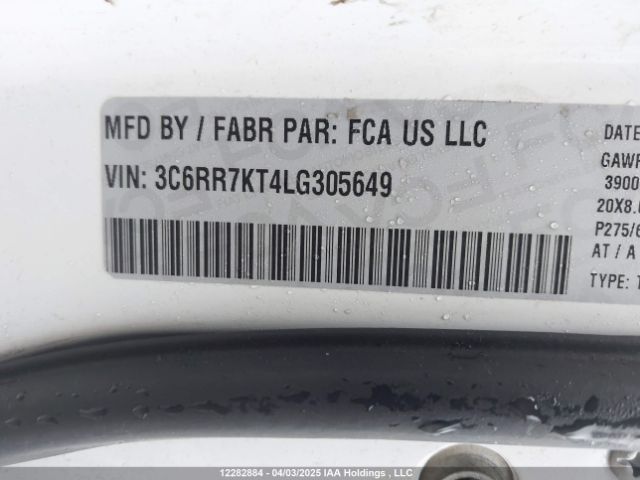 MFD BY / FABR PAR: FCA US LLC
VIN: 3C6RR7KT4LG305649
DATE
GAWR
3900
20X8.
P275/6
AT / A
TYPE: T
12282884 - 04/03/2025 IAA Holdings , LLC